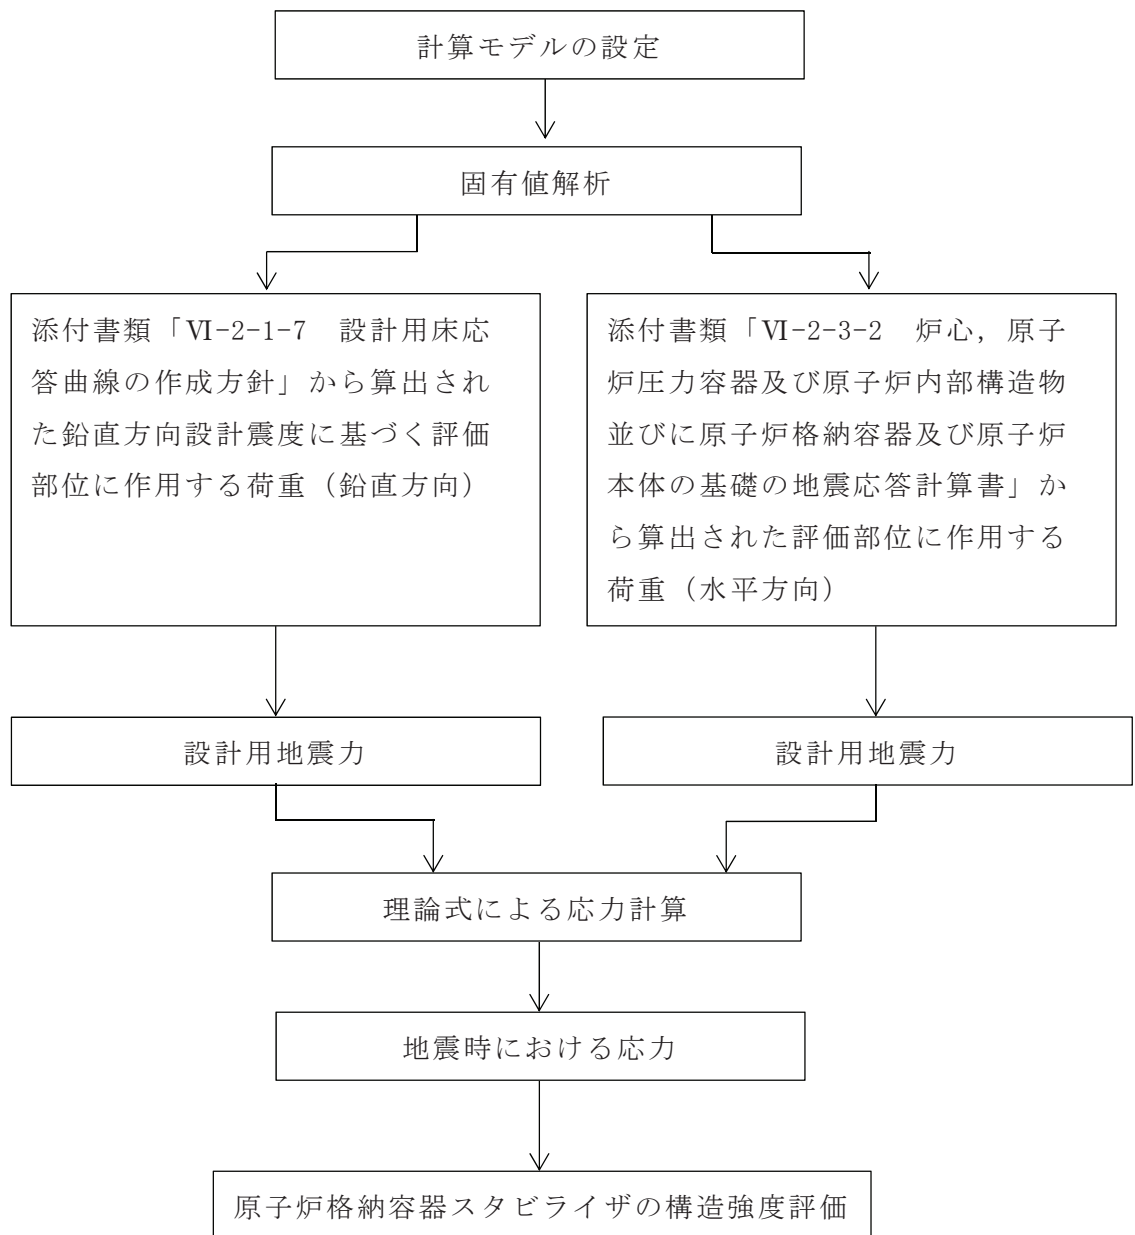 計算モデルの設定
固有値解析
添付書類「Ⅵ-2-1-7　設計用床応
答曲線の作成方針」から算出され
た鉛直方向設計震度に基づく評価
部位に作用する荷重（鉛直方向）
添付書類「Ⅵ-2-3-2　炉心，原子
炉圧力容器及び原子炉内部構造物
並びに原子炉格納容器及び原子炉
本体の基礎の地震応答計算書」か
ら算出された評価部位に作用する
荷重（水平方向）
設計用地震力
設計用地震力
理論式による応力計算
地震時における応力
原子炉格納容器スタビライザの構造強度評価